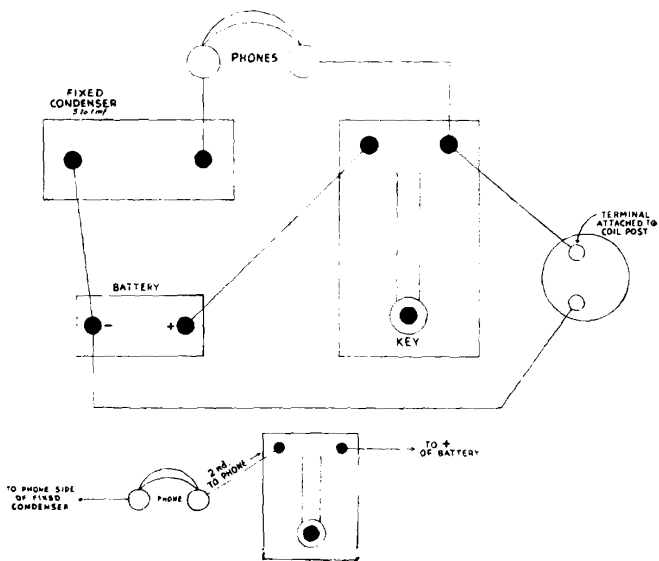 PHONES
FIXED
CONDENSER
.5 to 1 mf
TERMINAL
ATTACHED TO
COIL POST
BATTERY
- +
KEY
2nd.
TO PHONE
TO +
OF BATTERY
TO PHONE SIDE
OF FIXED
CONDENSER
PHONE